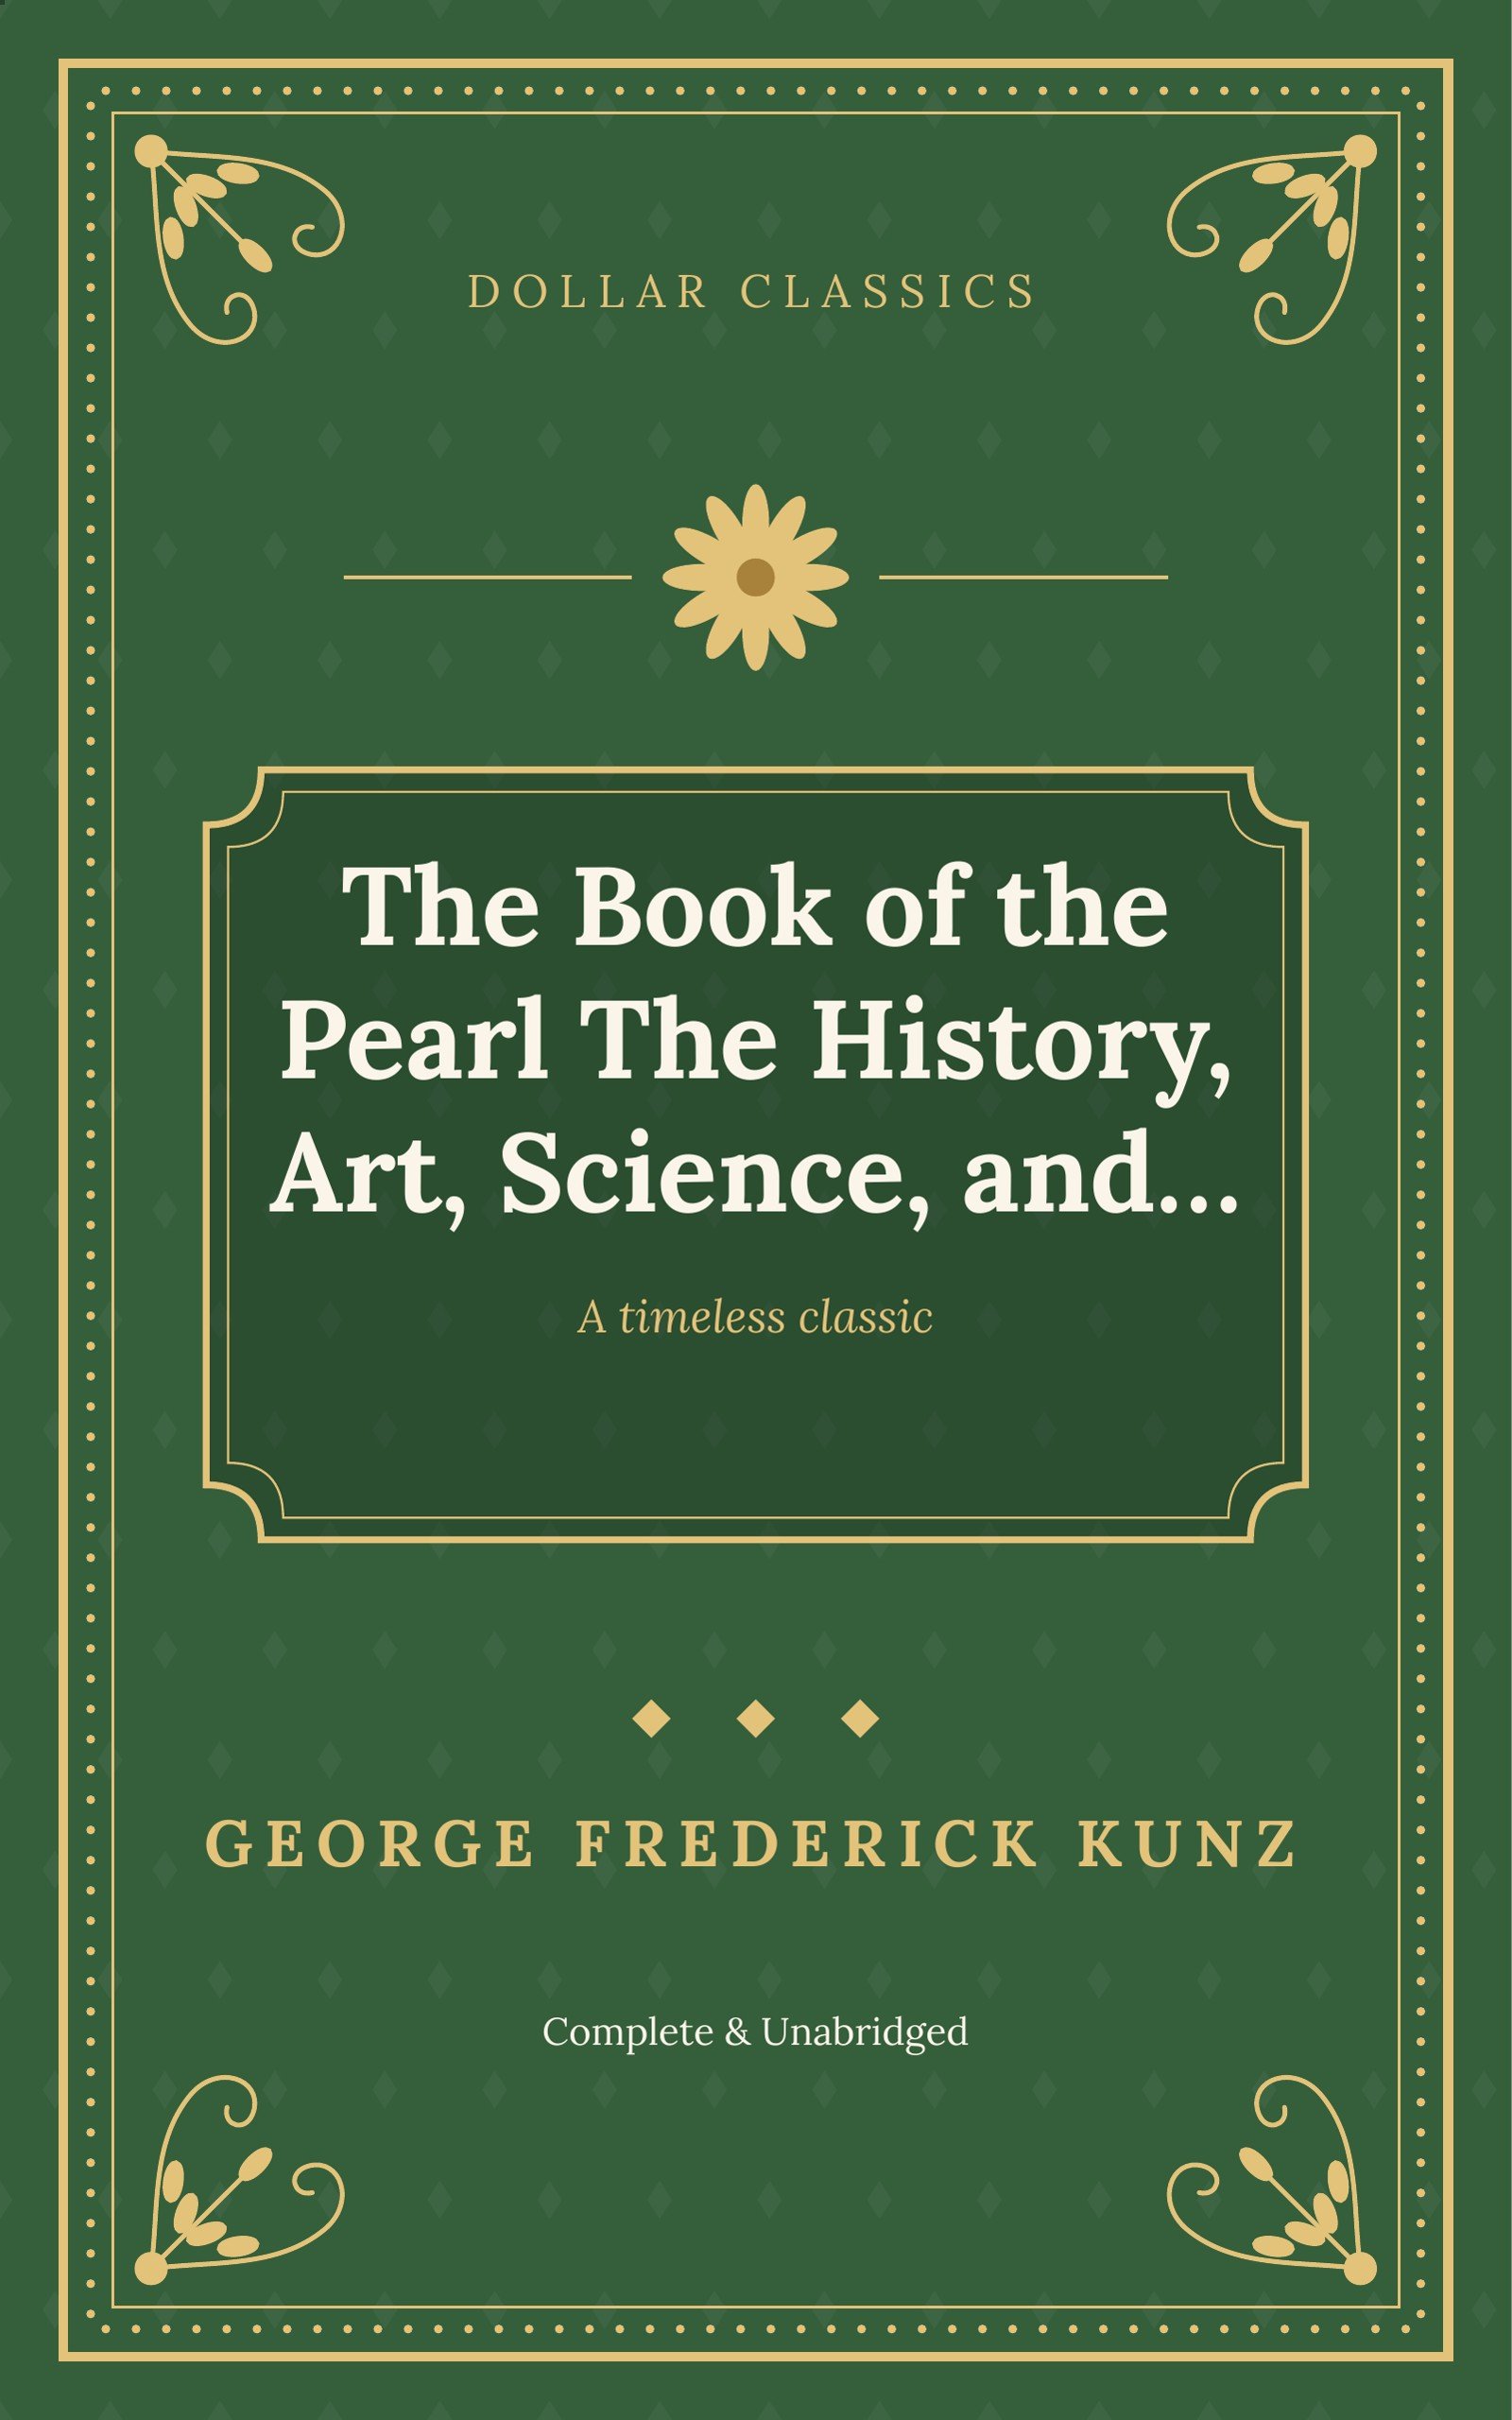 DOLLAR CLASSICS
The Book of the
Pearl The History,
Art, Science, and...
A timeless classic
GEORGE FREDERICK KUNZ
Complete & Unabridged